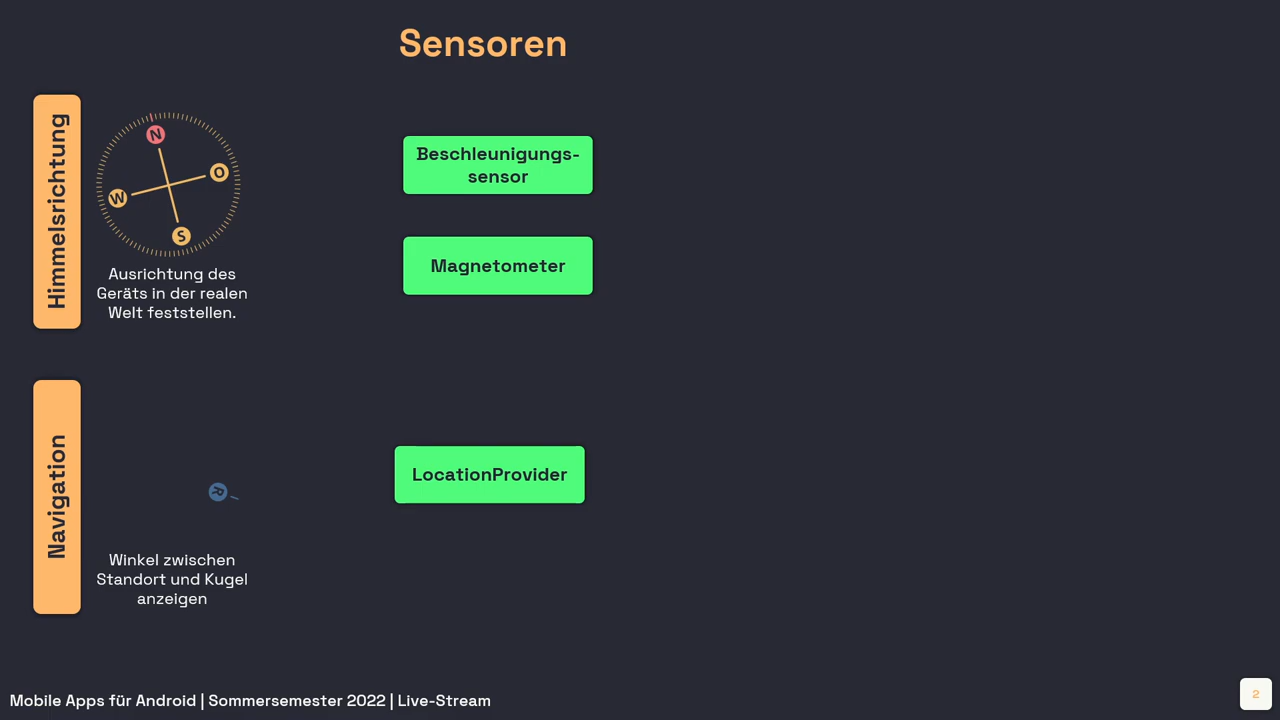 Sensoren
Himmelsrichtung
N
O
W
S
Ausrichtung des
Geräts in der realen
Welt feststellen.
Beschleunigungs-
sensor
Magnetometer
Navigation
R
Winkel zwischen
Standort und Kugel
anzeigen
LocationProvider
Mobile Apps für Android | Sommersemester 2022 | Live-Stream
2